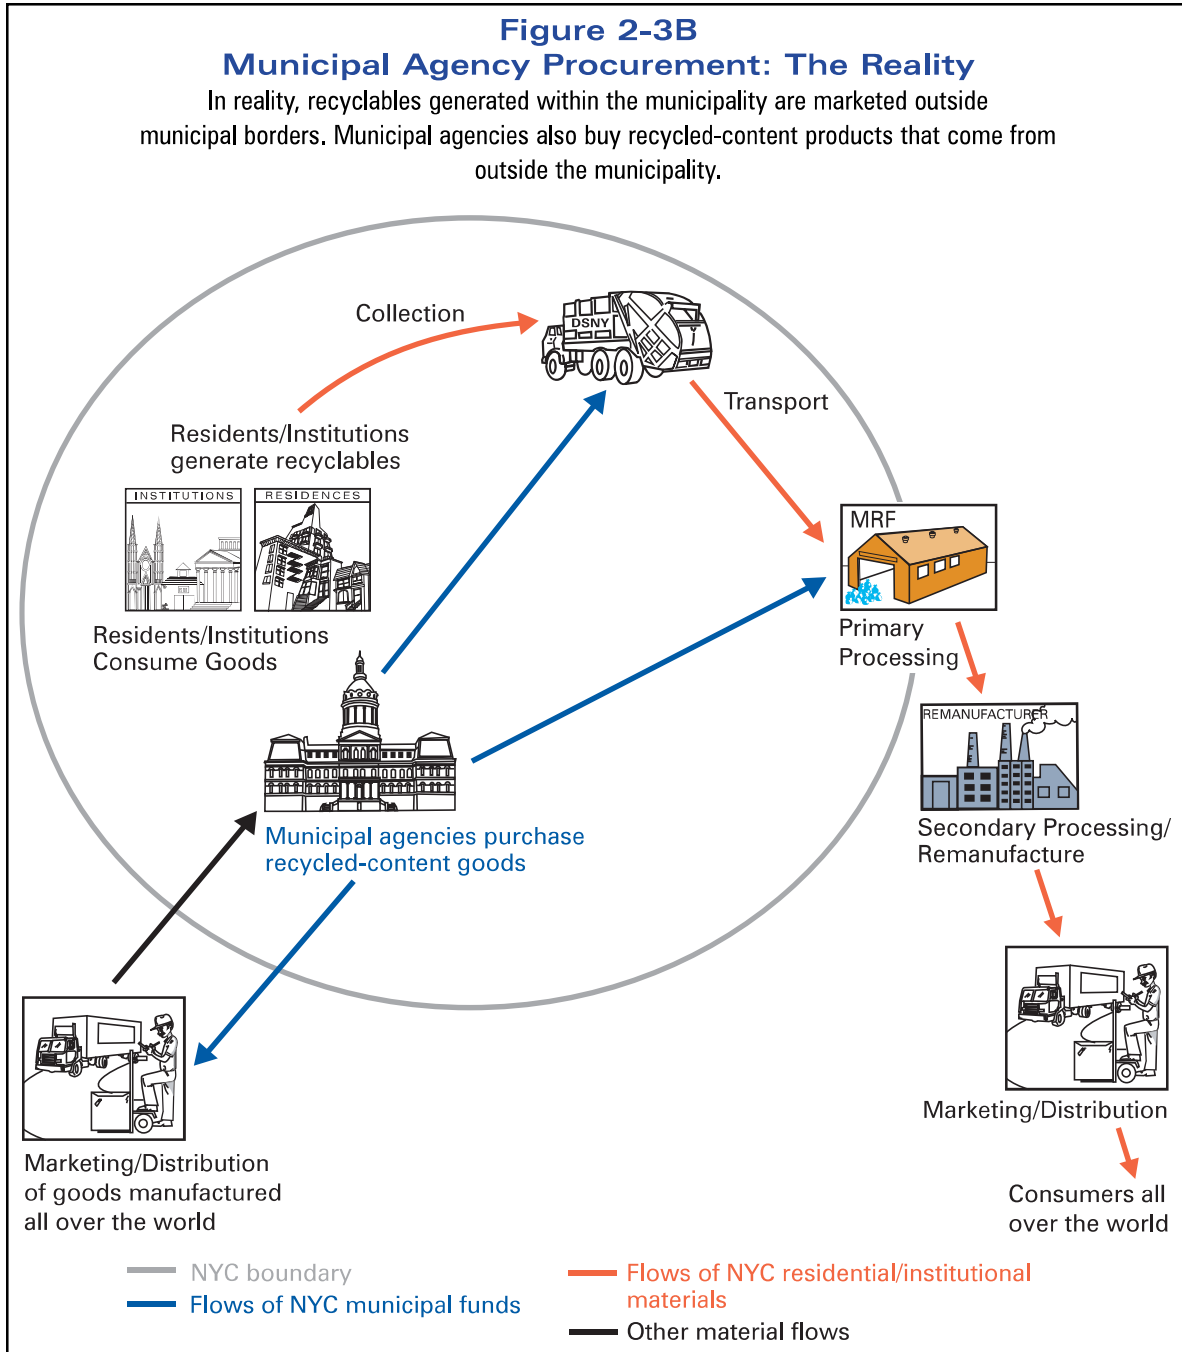 Figure 2-3B
Municipal Agency Procurement: The Reality
In reality, recyclables generated within the municipality are marketed outside
municipal borders. Municipal agencies also buy recycled-content products that come from
outside the municipality.
Collection
DSNY
Transport
Residents/Institutions
generate recyclables
INSTITUTIONS
RESIDENCES
MRF
Residents/Institutions
Consume Goods
Primary
Processing
REMANUFACTURER
Municipal agencies purchase
recycled-content goods
Secondary Processing/
Remanufacture
Marketing/Distribution
Marketing/Distribution
of goods manufactured
all over the world
Consumers all
over the world
NYC boundary
Flows of NYC municipal funds
Flows of NYC residential/institutional
materials
Other material flows